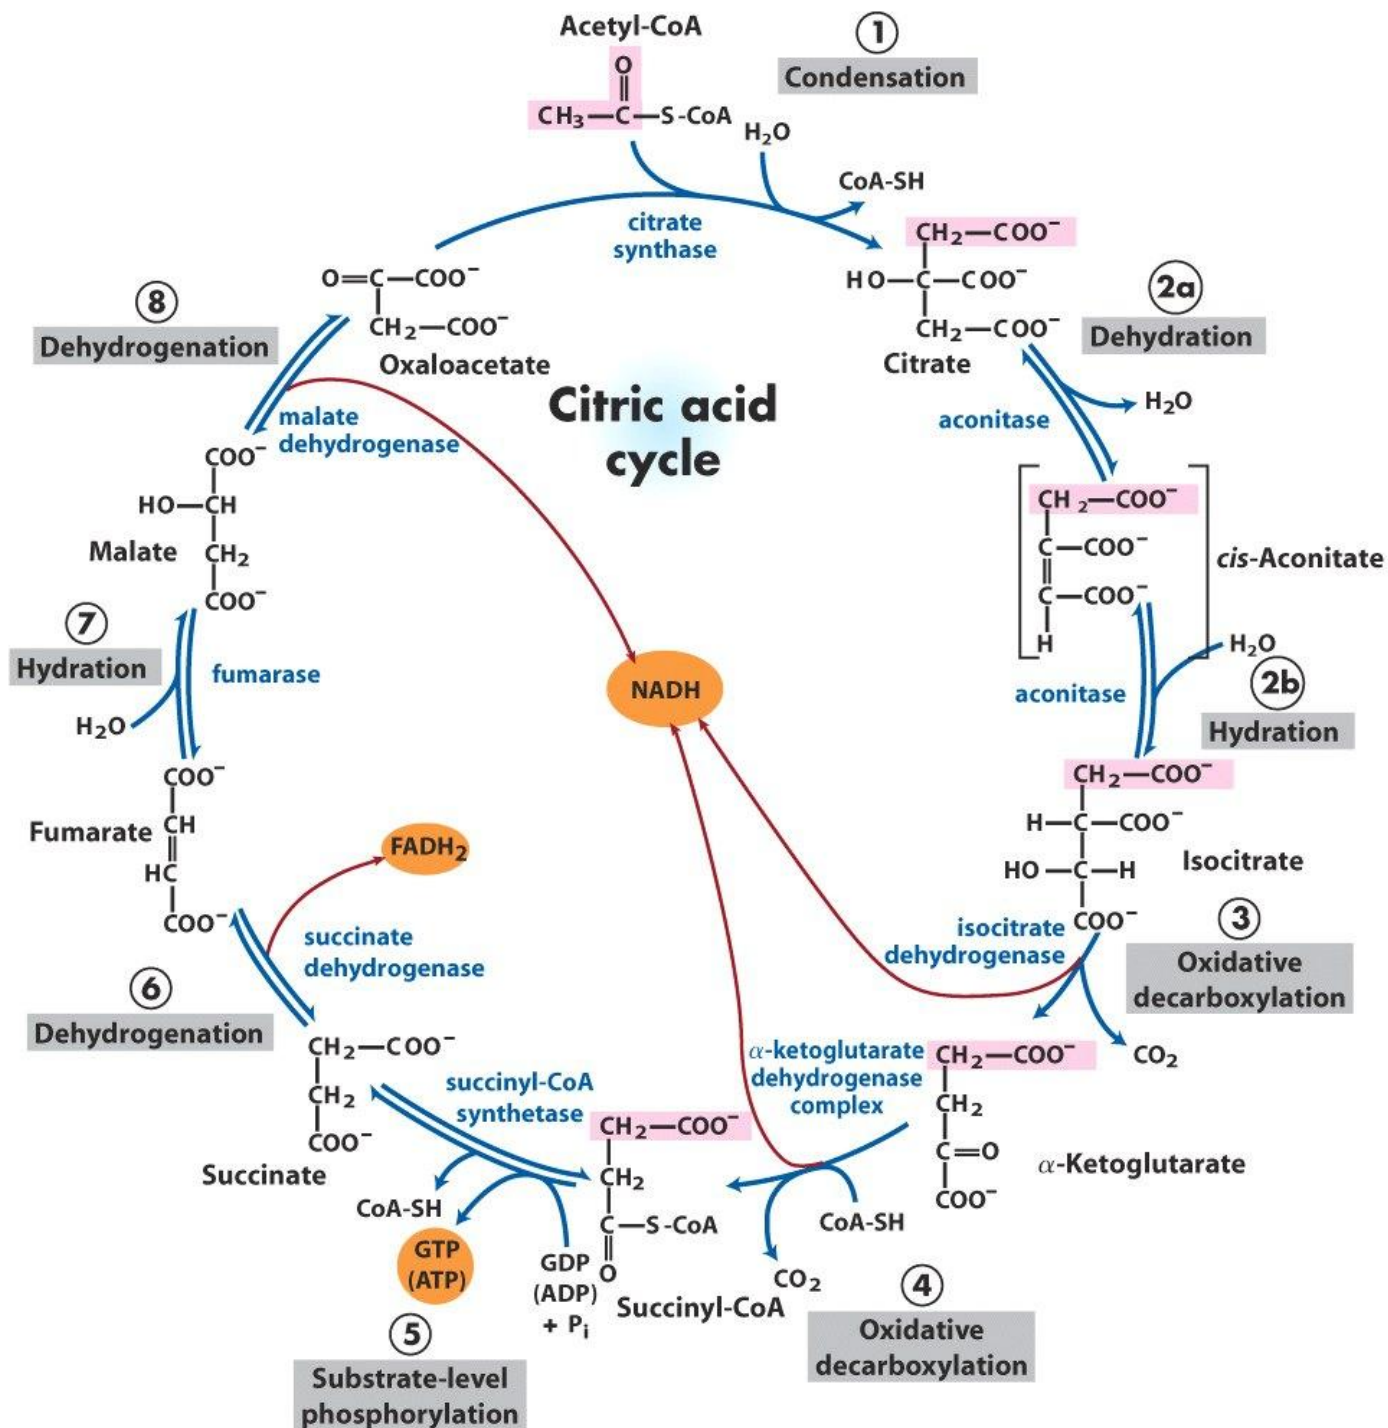 Acetyl-CoA
O
CH₃—C—S-CoA
①
Condensation
H₂O
CoA-SH
citrate
synthase
CH₂—COO⁻
HO—C—COO⁻
CH₂—COO⁻
Citrate
2a
Dehydration
H₂O
aconitase
CH₂—COO⁻
C—COO⁻
C—COO⁻
H
cis-Aconitate
H₂O
aconitase
2b
Hydration
CH₂—COO⁻
H—C—COO⁻
HO—C—H
COO⁻
Isocitrate
isocitrate
dehydrogenase
③
Oxidative
decarboxylation
CO₂
CH₂—COO⁻
CH₂
C=O
COO⁻
α-Ketoglutarate
α-ketoglutarate
dehydrogenase
complex
CoA-SH
CO₂
④
Oxidative
decarboxylation
CH₂—COO⁻
CH₂
C—S-CoA
O
Succinyl-CoA
succinyl-CoA
synthetase
GDP
(ADP)
+ Pᵢ
CoA-SH
GTP
(ATP)
⑤
Substrate-level
phosphorylation
CH₂—COO⁻
CH₂
COO⁻
Succinate
succinate
dehydrogenase
FADH₂
⑥
Dehydrogenation
COO⁻
CH
HC
COO⁻
Fumarate
fumarase
H₂O
⑦
Hydration
COO⁻
HO—CH
CH₂
COO⁻
Malate
malate
dehydrogenase
⑧
Dehydrogenation
O=C—COO⁻
CH₂—COO⁻
Oxaloacetate
Citric acid
cycle
NADH